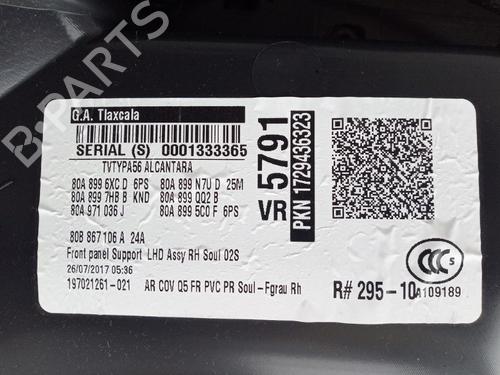 G.A. Tlaxcala
SERIAL (S) 0001333365
TVTYPA56 ALCANTARA
80A 899 6XC D 6PS 80A 899 N7U D 25M
80A 899 7HB B KND 80A 899 QQ2 B
80A 971 036 J 80A 899 5C0 F 6PS
80B 867 106 A 24A
Front panel Support LHD Assy RH Soul 02S
26/07/2017 05:36
197021261-021 AR COV Q5 FR PVC PR Soul-Fgrau Rh
VR 5791
PKN 1729436323
CCC
R# 295-10
A109189
B-PARTS